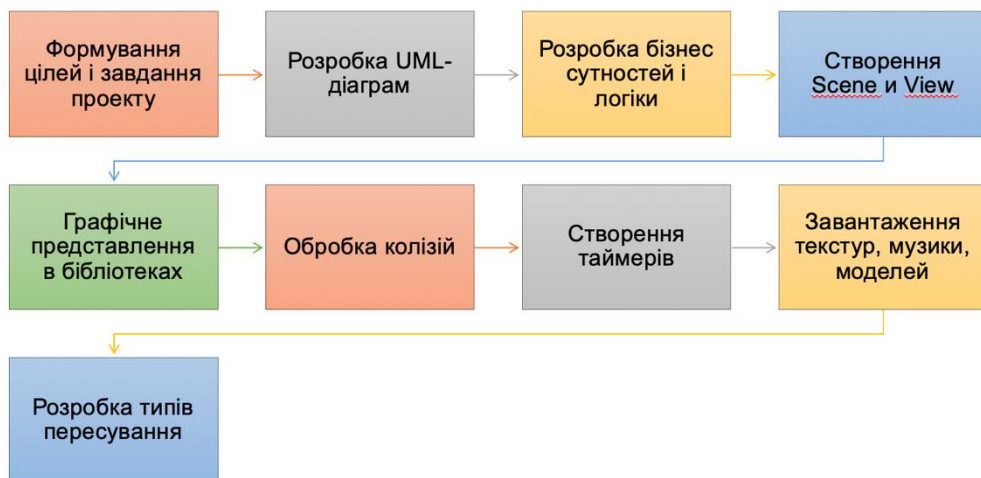 Формування
цілей і завдання
проекту
Розробка UML-
діаграм
Розробка бізнес
сутностей і
логіки
Створення
Scene и View
Графічне
представлення
в бібліотеках
Обробка колізій
Створення
таймерів
Завантаження
текстур, музики,
моделей
Розробка типів
пересування